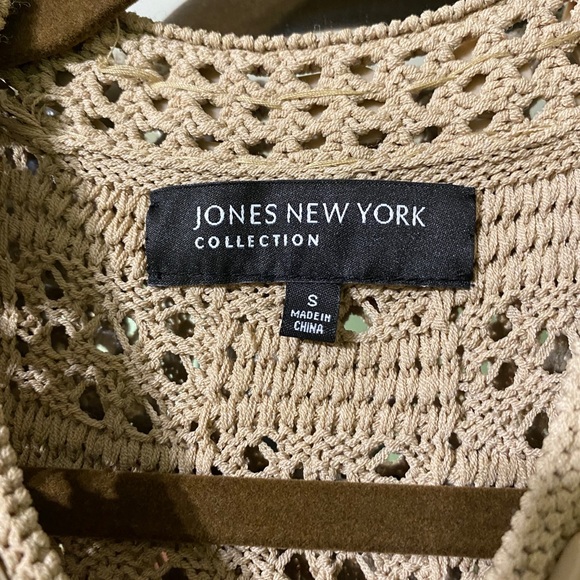 JONES NEW YORK
COLLECTION
S
MADE IN
CHINA